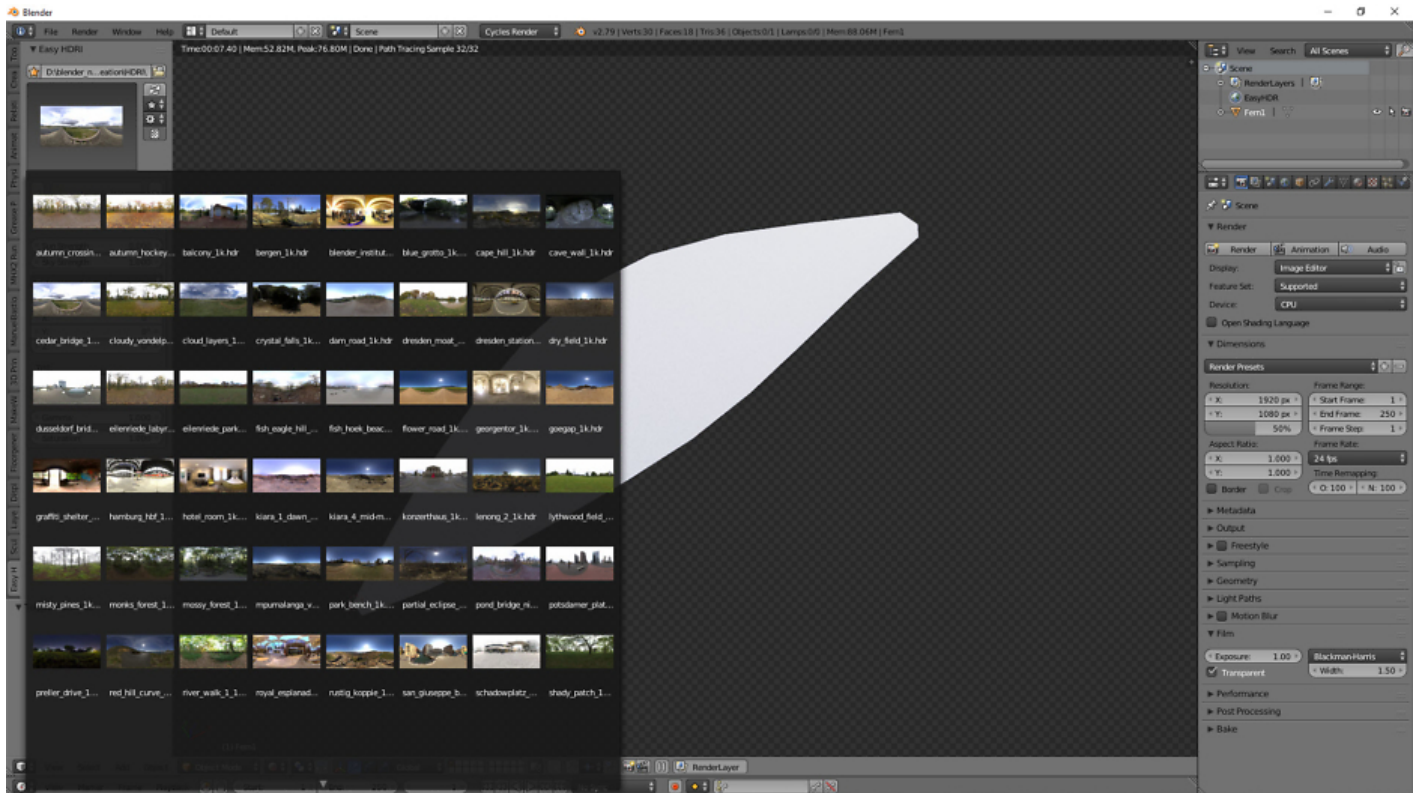 Blender
File Render Window Help Default Scene Cycles Render v2.79 | Verts:30 | Faces:18 | Tris:36 | Objects:0/1 | Lamps:0/0 | Mem:88.06M | Fern1
Easy HDRI
Time:00:07.40 | Mem:52.82M, Peak:76.80M | Done | Path Tracing Sample 32/32
D:\blender_n...eation\HDRI\
autumn_crossin... autumn_hockey... balcony_1k.hdr bergen_1k.hdr blender_institut... blue_grotto_1k.... cape_hill_1k.hdr cave_wall_1k.hdr
cedar_bridge_1... cloudy_vondelp... cloud_layers_1... crystal_falls_1k... dam_road_1k.hdr dresden_moat_... dresden_station... dry_field_1k.hdr
dusseldorf_brid... eilenriede_labyr... eilenriede_park... fish_eagle_hill_... fish_hoek_beac... flower_road_1k.... georgentor_1k.... goegap_1k.hdr
graffiti_shelter_... hamburg_hbf_1... hotel_room_1k.... kiara_1_dawn_... kiara_4_mid-m... konzerthaus_1k... lenong_2_1k.hdr lythwood_field_...
misty_pines_1k... monks_forest_1... mossy_forest_1... mpumalanga_v... park_bench_1k.... partial_eclipse_... pond_bridge_ni... potsdamer_plat...
preller_drive_1... red_hill_curve_... river_walk_1_1... royal_esplanad... rustig_koppie_1... san_giuseppe_b... schadowplatz_... shady_patch_1...
RenderLayer
View Search All Scenes
Scene
RenderLayers
EasyHDR
Fern1
Scene
Render
Render Animation Audio
Display: Image Editor
Feature Set: Supported
Device: CPU
Open Shading Language
Dimensions
Render Presets
Resolution: Frame Range:
X: 1920 px Start Frame: 1
Y: 1080 px End Frame: 250
50% Frame Step: 1
Aspect Ratio: Frame Rate:
X: 1.000 24 fps
Y: 1.000 Time Remapping:
Border Crop O: 100 N: 100
Metadata
Output
Freestyle
Sampling
Geometry
Light Paths
Motion Blur
Film
Exposure: 1.00 Blackman-Harris
Transparent Width: 1.50
Performance
Post Processing
Bake